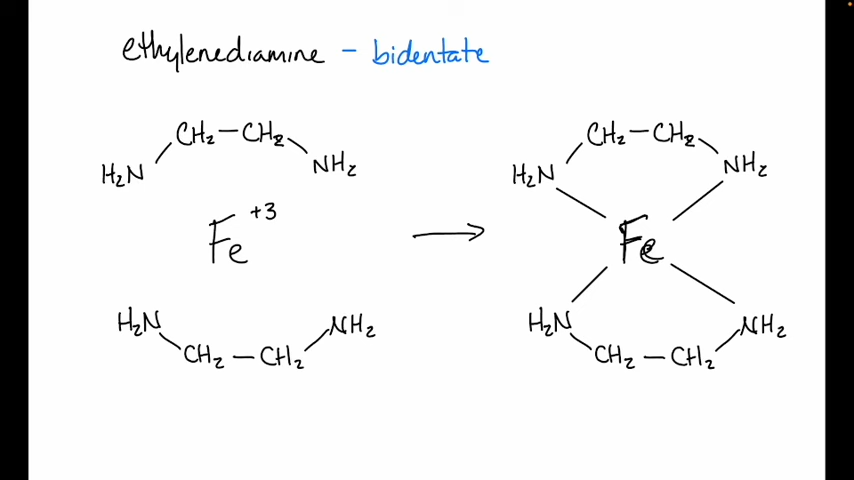 ethylenediamine - bidentate
CH₂-CH₂ CH₂-CH₂
H₂N NH₂ H₂N NH₂
Fe⁺³ → Fe
H₂N NH₂ H₂N NH₂
CH₂-CH₂ CH₂-CH₂